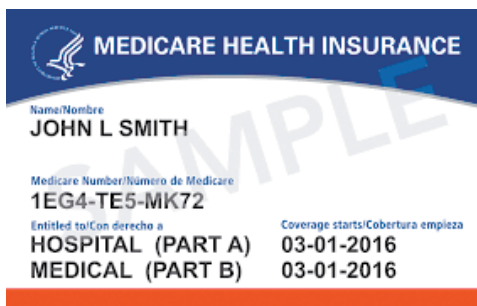 MEDICARE HEALTH INSURANCE
Name/Nombre
JOHN L SMITH
Medicare Number/Número de Medicare
1EG4-TE5-MK72
Entitled to/Con derecho a Coverage starts/Cobertura empieza
HOSPITAL (PART A) 03-01-2016
MEDICAL (PART B) 03-01-2016
SAMPLE